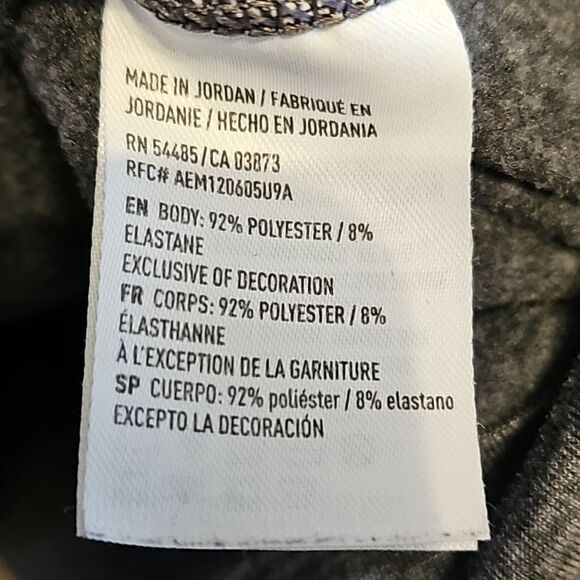 MADE IN JORDAN / FABRIQUÉ EN
JORDANIE / HECHO EN JORDANIA
RN 54485/CA 03873
RFC# AEM120605U9A
EN BODY: 92% POLYESTER / 8%
ELASTANE
EXCLUSIVE OF DECORATION
FR CORPS: 92% POLYESTER / 8%
ÉLASTHANNE
À L'EXCEPTION DE LA GARNITURE
SP CUERPO: 92% poliéster / 8% elastano
EXCEPTO LA DECORACIÓN